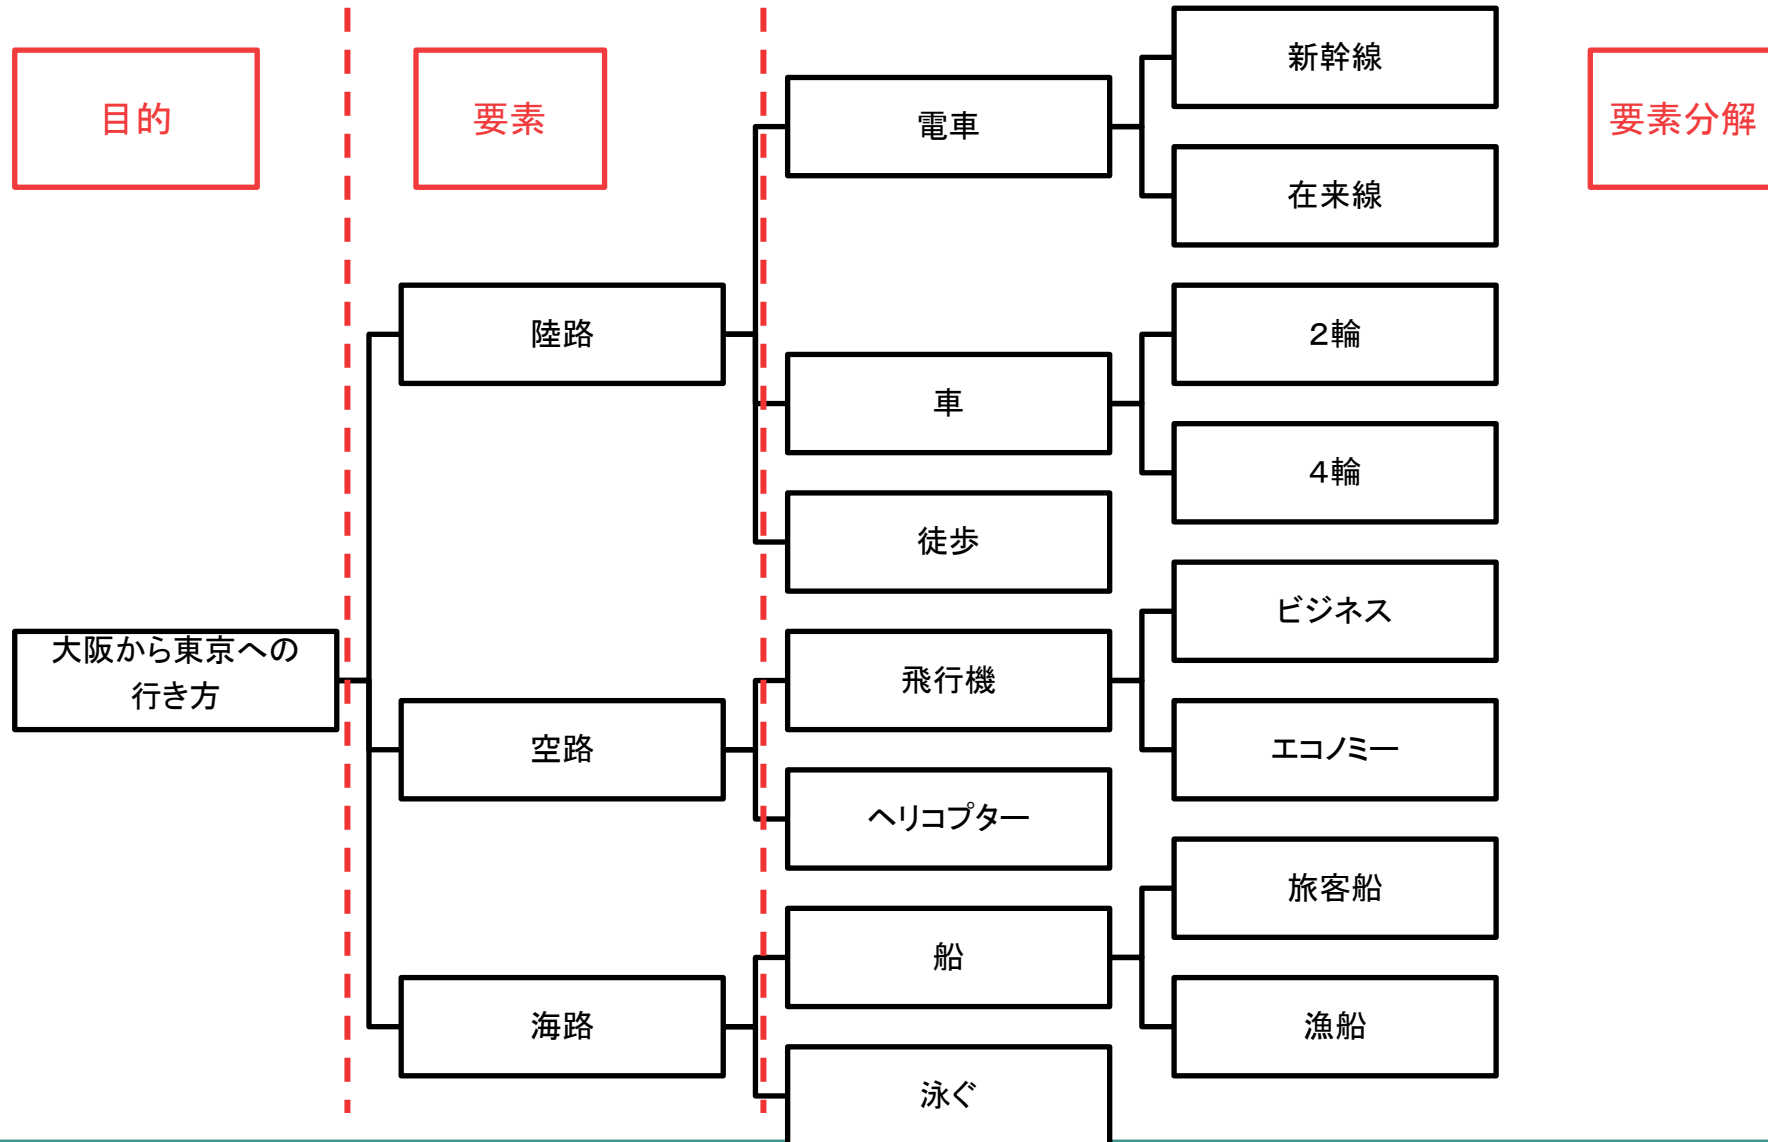 目的
要素
要素分解
大阪から東京への
行き方
陸路
空路
海路
電車
車
徒歩
飛行機
ヘリコプター
船
泳ぐ
新幹線
在来線
２輪
４輪
ビジネス
エコノミー
旅客船
漁船